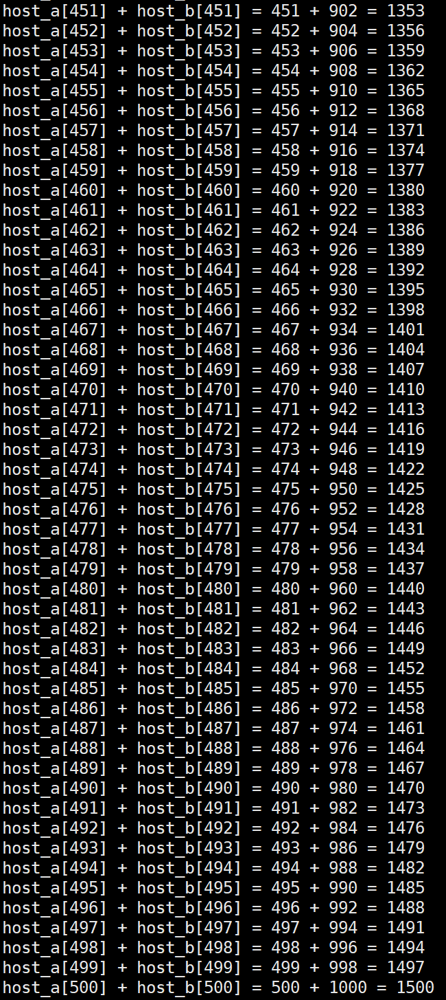 host_a[451] + host_b[451] = 451 + 902 = 1353
host_a[452] + host_b[452] = 452 + 904 = 1356
host_a[453] + host_b[453] = 453 + 906 = 1359
host_a[454] + host_b[454] = 454 + 908 = 1362
host_a[455] + host_b[455] = 455 + 910 = 1365
host_a[456] + host_b[456] = 456 + 912 = 1368
host_a[457] + host_b[457] = 457 + 914 = 1371
host_a[458] + host_b[458] = 458 + 916 = 1374
host_a[459] + host_b[459] = 459 + 918 = 1377
host_a[460] + host_b[460] = 460 + 920 = 1380
host_a[461] + host_b[461] = 461 + 922 = 1383
host_a[462] + host_b[462] = 462 + 924 = 1386
host_a[463] + host_b[463] = 463 + 926 = 1389
host_a[464] + host_b[464] = 464 + 928 = 1392
host_a[465] + host_b[465] = 465 + 930 = 1395
host_a[466] + host_b[466] = 466 + 932 = 1398
host_a[467] + host_b[467] = 467 + 934 = 1401
host_a[468] + host_b[468] = 468 + 936 = 1404
host_a[469] + host_b[469] = 469 + 938 = 1407
host_a[470] + host_b[470] = 470 + 940 = 1410
host_a[471] + host_b[471] = 471 + 942 = 1413
host_a[472] + host_b[472] = 472 + 944 = 1416
host_a[473] + host_b[473] = 473 + 946 = 1419
host_a[474] + host_b[474] = 474 + 948 = 1422
host_a[475] + host_b[475] = 475 + 950 = 1425
host_a[476] + host_b[476] = 476 + 952 = 1428
host_a[477] + host_b[477] = 477 + 954 = 1431
host_a[478] + host_b[478] = 478 + 956 = 1434
host_a[479] + host_b[479] = 479 + 958 = 1437
host_a[480] + host_b[480] = 480 + 960 = 1440
host_a[481] + host_b[481] = 481 + 962 = 1443
host_a[482] + host_b[482] = 482 + 964 = 1446
host_a[483] + host_b[483] = 483 + 966 = 1449
host_a[484] + host_b[484] = 484 + 968 = 1452
host_a[485] + host_b[485] = 485 + 970 = 1455
host_a[486] + host_b[486] = 486 + 972 = 1458
host_a[487] + host_b[487] = 487 + 974 = 1461
host_a[488] + host_b[488] = 488 + 976 = 1464
host_a[489] + host_b[489] = 489 + 978 = 1467
host_a[490] + host_b[490] = 490 + 980 = 1470
host_a[491] + host_b[491] = 491 + 982 = 1473
host_a[492] + host_b[492] = 492 + 984 = 1476
host_a[493] + host_b[493] = 493 + 986 = 1479
host_a[494] + host_b[494] = 494 + 988 = 1482
host_a[495] + host_b[495] = 495 + 990 = 1485
host_a[496] + host_b[496] = 496 + 992 = 1488
host_a[497] + host_b[497] = 497 + 994 = 1491
host_a[498] + host_b[498] = 498 + 996 = 1494
host_a[499] + host_b[499] = 499 + 998 = 1497
host_a[500] + host_b[500] = 500 + 1000 = 1500